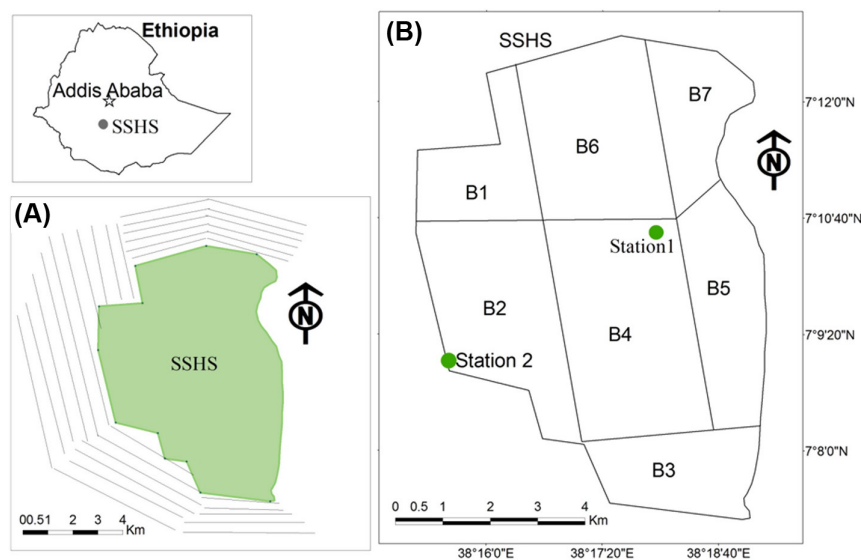 Ethiopia
Addis Ababa
SSHS
(A)
N
SSHS
00.51 2 3 4
Km
(B)
SSHS
B7
7°12'0"N
N
B6
B1
7°10'40"N
Station1
B5
B2
7°9'20"N
B4
Station 2
7°8'0"N
B3
0 0.5 1 2 3 4
Km
38°16'0"E 38°17'20"E 38°18'40"E